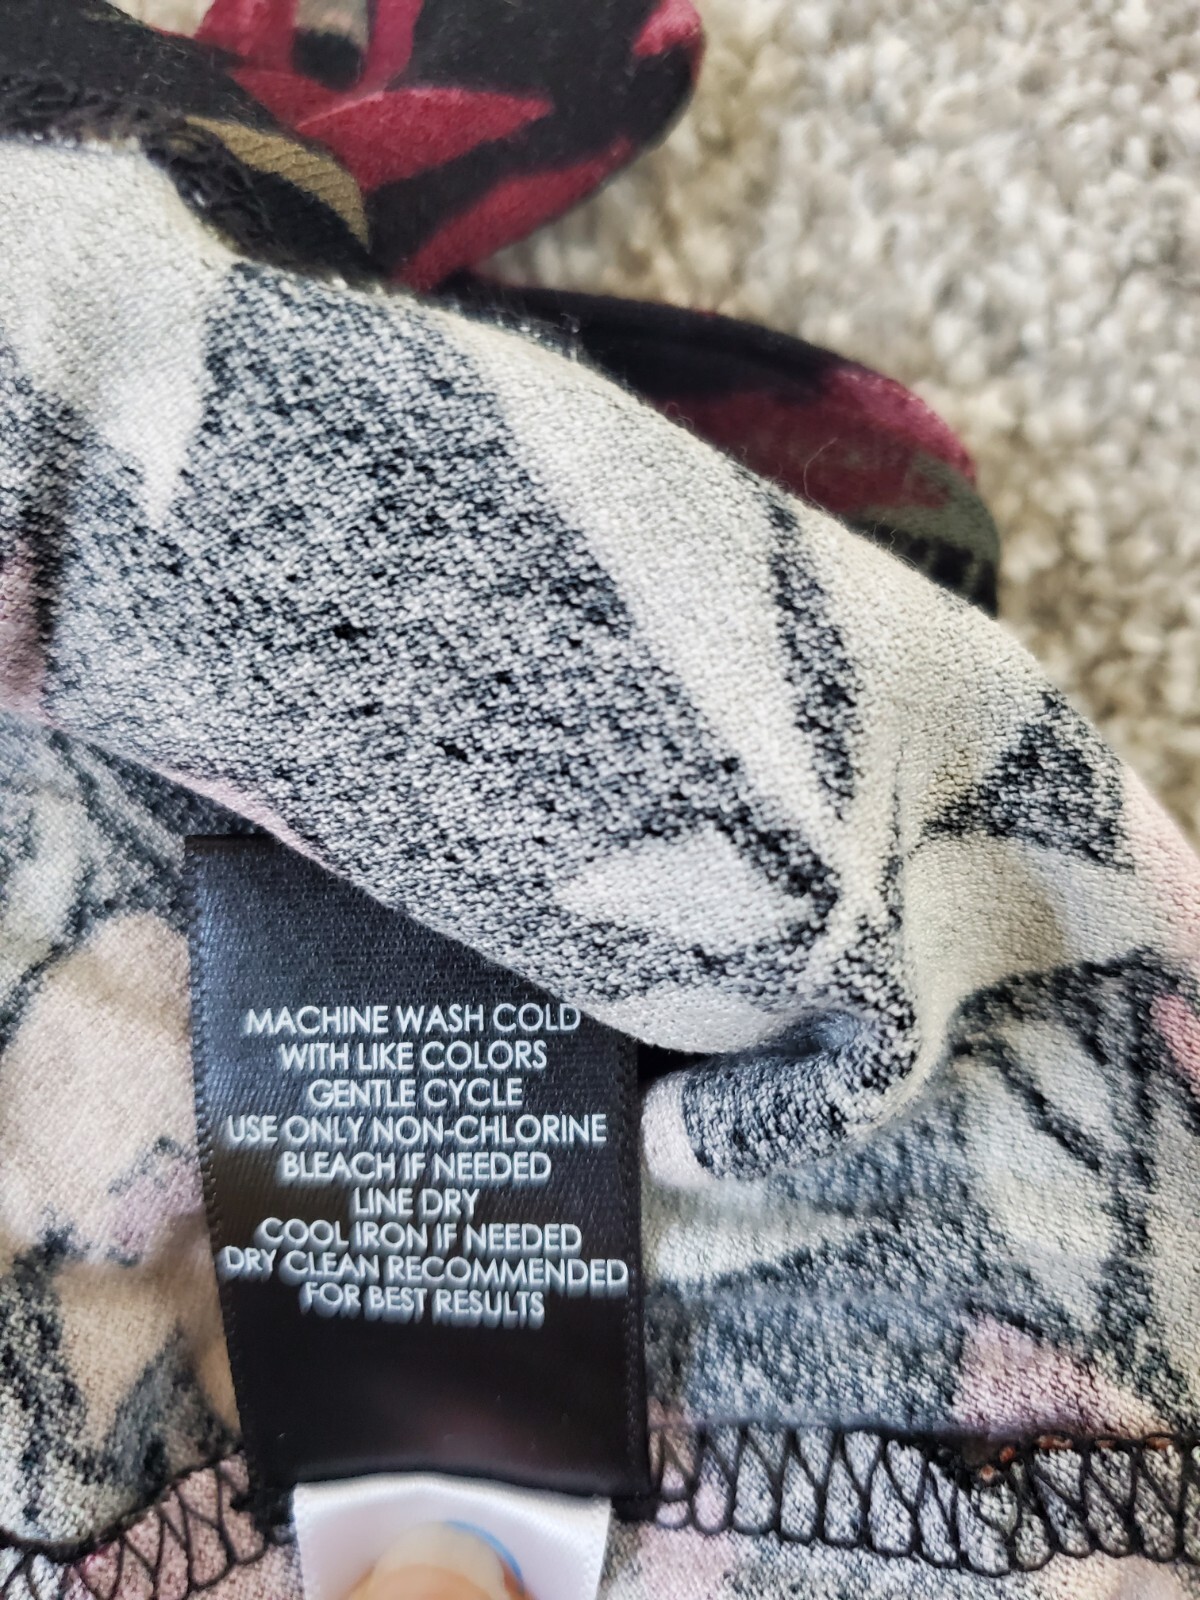 MACHINE WASH COLD
WITH LIKE COLORS
GENTLE CYCLE
USE ONLY NON-CHLORINE
BLEACH IF NEEDED
LINE DRY
COOL IRON IF NEEDED
DRY CLEAN RECOMMENDED
FOR BEST RESULTS